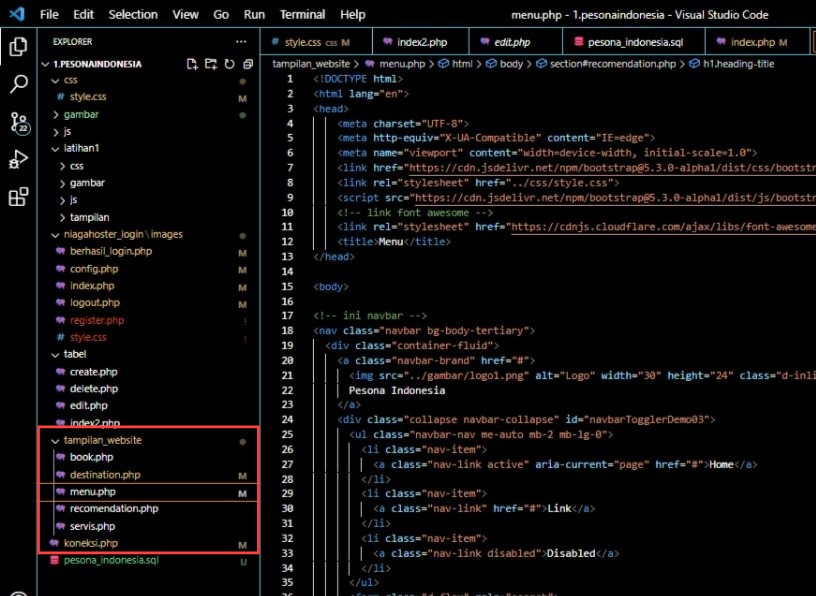 File Edit Selection View Go Run Terminal Help menu.php - 1.pesonaindonesia - Visual Studio Code
EXPLORER ...
1.PESONAINDONESIA
css
# style.css M
gambar
js
latihan1
css
gambar
js
tampilan
niagahoster_login \ images
berhasil_login.php M
config.php M
index.php M
logout.php M
register.php !
# style.css !
tabel
create.php
delete.php
edit.php
index2.php
tampilan_website
book.php
destination.php M
menu.php M
recomendation.php
servis.php
koneksi.php M
pesona_indonesia.sql U
22
# style.css css M index2.php edit.php pesona_indonesia.sql index.php M
tampilan_website > menu.php > html > body > section#recomendation.php > h1.heading-title
1 <!DOCTYPE html>
2 <html lang="en">
3 <head>
4 <meta charset="UTF-8">
5 <meta http-equiv="X-UA-Compatible" content="IE=edge">
6 <meta name="viewport" content="width=device-width, initial-scale=1.0">
7 <link href="https://cdn.jsdelivr.net/npm/bootstrap@5.3.0-alpha1/dist/css/bootstr
8 <link rel="stylesheet" href="../css/style.css">
9 <script src="https://cdn.jsdelivr.net/npm/bootstrap@5.3.0-alpha1/dist/js/bootstr
10 <!-- link font awesome -->
11 <link rel="stylesheet" href="https://cdnjs.cloudflare.com/ajax/libs/font-awesome
12 <title>Menu</title>
13 </head>
14
15 <body>
16
17 <!-- ini navbar -->
18 <nav class="navbar bg-body-tertiary">
19 <div class="container-fluid">
20 <a class="navbar-brand" href="#">
21 <img src="../gambar/logo1.png" alt="Logo" width="30" height="24" class="d-inli
22 Pesona Indonesia
23 </a>
24 <div class="collapse navbar-collapse" id="navbarTogglerDemo03">
25 <ul class="navbar-nav me-auto mb-2 mb-lg-0">
26 <li class="nav-item">
27 <a class="nav-link active" aria-current="page" href="#">Home</a>
28 </li>
29 <li class="nav-item">
30 <a class="nav-link" href="#">Link</a>
31 </li>
32 <li class="nav-item">
33 <a class="nav-link disabled">Disabled</a>
34 </li>
35 </ul>